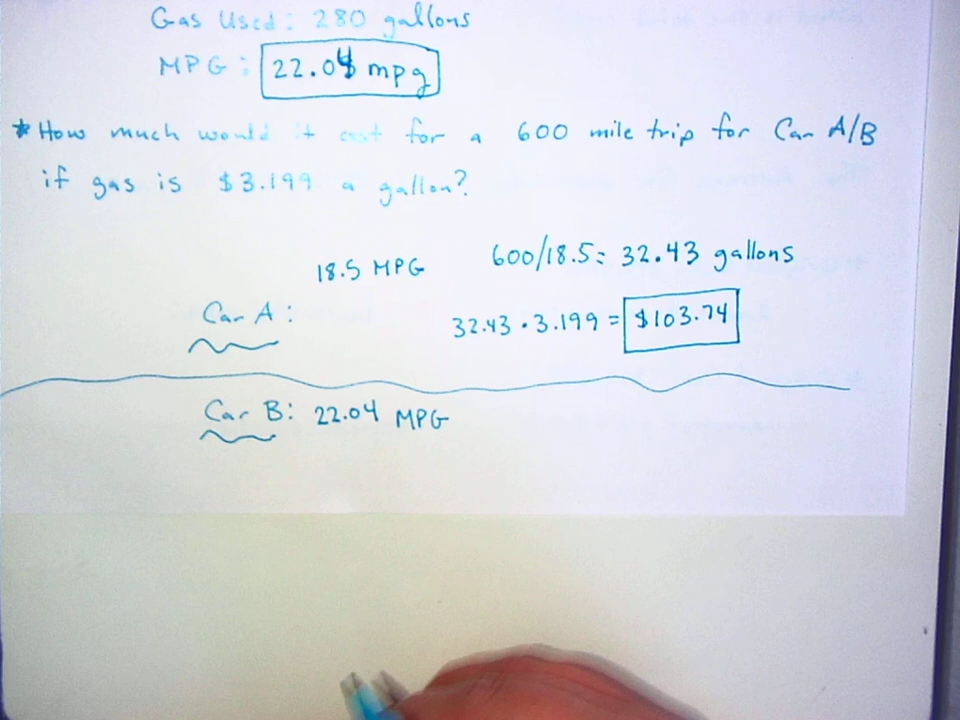 Gas Used: 280 gallons
MPG: 22.04 mpg
*How much would it cost for a 600 mile trip for Car A/B
if gas is $3.199 a gallon?
18.5 MPG 600/18.5 = 32.43 gallons
Car A:
32.43 · 3.199 = $103.74
Car B: 22.04 MPG